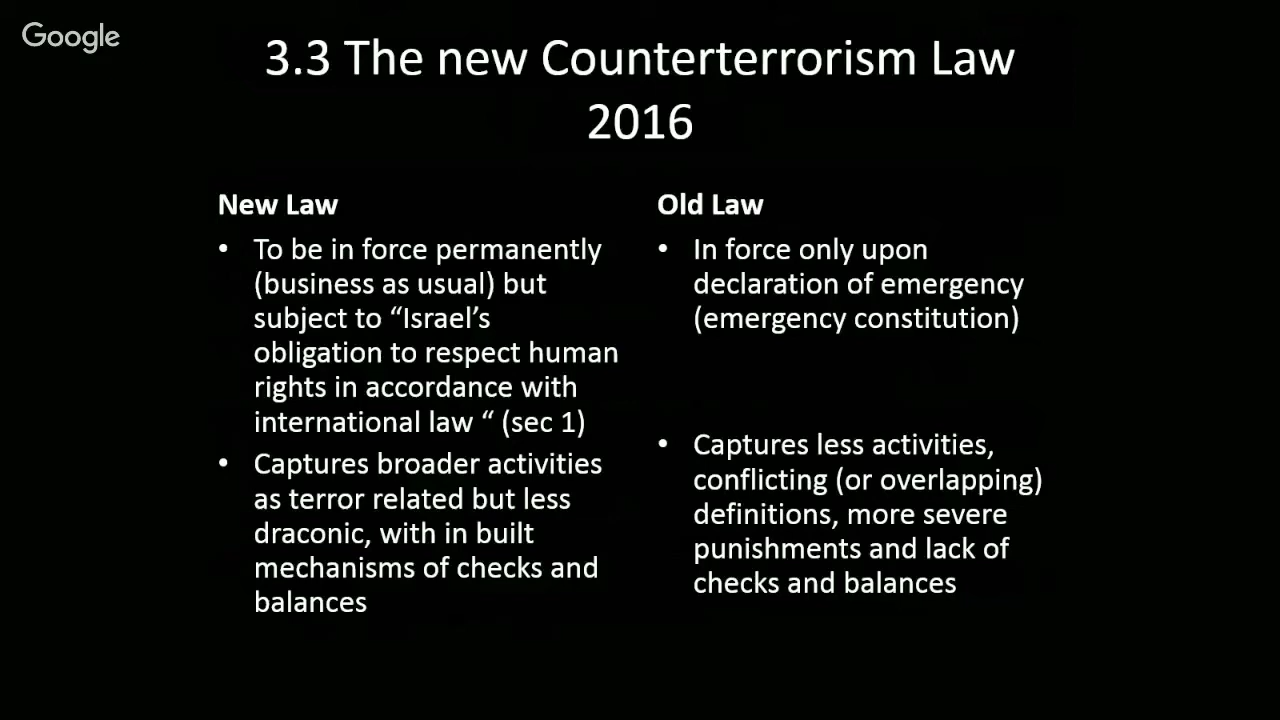 Google
3.3 The new Counterterrorism Law
2016
New Law
• To be in force permanently
(business as usual) but
subject to “Israel’s
obligation to respect human
rights in accordance with
international law “ (sec 1)
• Captures broader activities
as terror related but less
draconic, with in built
mechanisms of checks and
balances
Old Law
• In force only upon
declaration of emergency
(emergency constitution)
• Captures less activities,
conflicting (or overlapping)
definitions, more severe
punishments and lack of
checks and balances